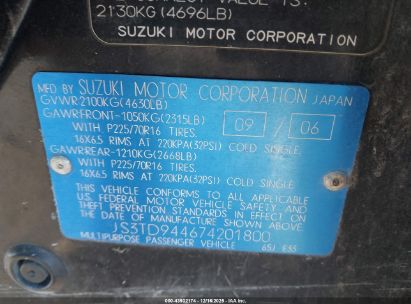 2130KG(4696LB)
SUZUKI MOTOR CORPORATION
MFD BY SUZUKI MOTOR CORPORATION JAPAN
GVWR:2100KG(4630LB)
GAWR:FRONT-1050KG(2315LB) 09 / 06
WITH P225/70R16 TIRES,
16X6.5 RIMS AT 220KPA(32PSI) COLD SINGLE.
GAWR:REAR-1210KG(2668LB)
WITH P225/70R16 TIRES,
16X6.5 RIMS AT 220KPA(32PSI) COLD SINGLE
THIS VEHICLE CONFORMS TO ALL APPLICABLE
U.S. FEDERAL MOTOR VEHICLE SAFETY AND
THEFT PREVENTION STANDARDS IN EFFECT ON
THE DATE OF MANUFACTURE SHOWN ABOVE.
JS3TD944674201800
MULTIPURPOSE PASSENGER VEHICLE 65J